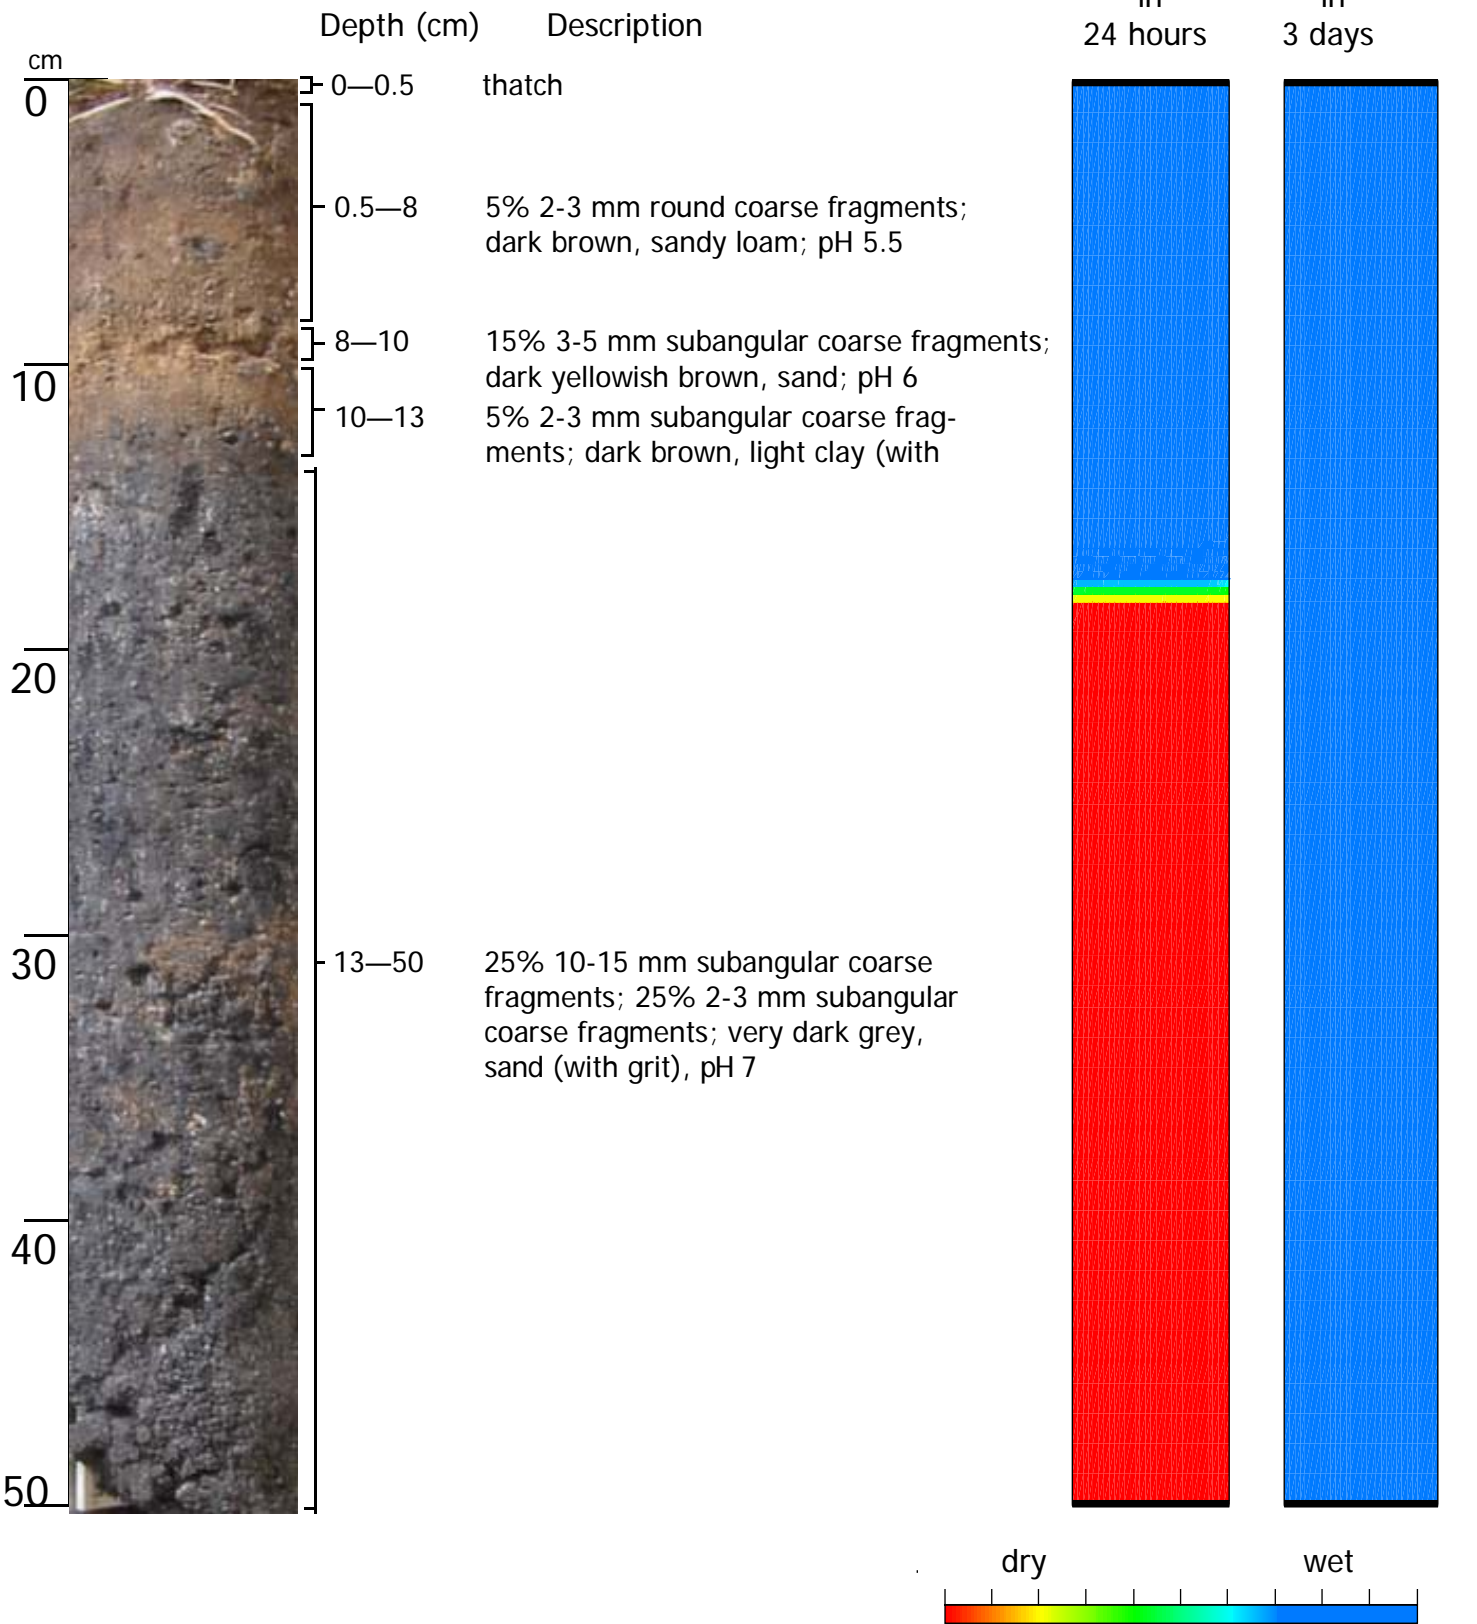 in in
Depth (cm) Description 24 hours 3 days
cm
0
0—0.5 thatch
0.5—8 5% 2-3 mm round coarse fragments;
dark brown, sandy loam; pH 5.5
8—10 15% 3-5 mm subangular coarse fragments;
dark yellowish brown, sand; pH 6
10
10—13 5% 2-3 mm subangular coarse frag-
ments; dark brown, light clay (with
20
30
13—50 25% 10-15 mm subangular coarse
fragments; 25% 2-3 mm subangular
coarse fragments; very dark grey,
sand (with grit), pH 7
40
50
dry wet